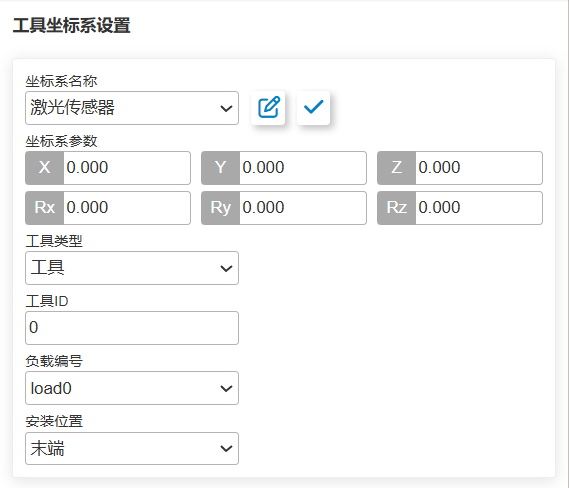 工具坐标系设置
坐标系名称
激光传感器
坐标系参数
X 0.000 Y 0.000 Z 0.000
Rx 0.000 Ry 0.000 Rz 0.000
工具类型
工具
工具ID
0
负载编号
load0
安装位置
末端